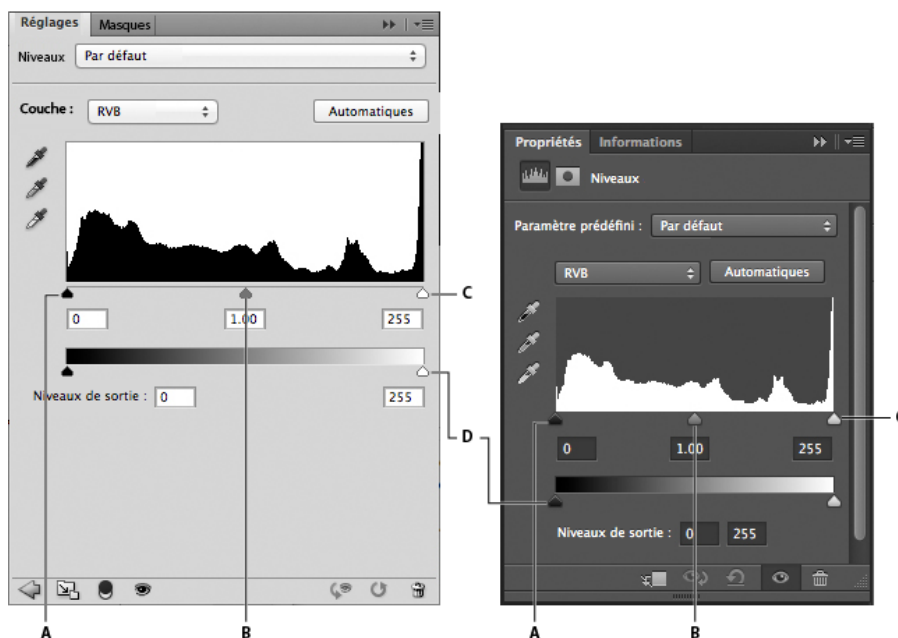 Réglages Masques
Niveaux Par défaut
Couche : RVB Automatiques
C
0 1.00 255
D
Niveaux de sortie : 0 255
A B
Propriétés Informations
Niveaux
Paramètre prédéfini : Par défaut
RVB Automatiques
0 1.00 255
Niveaux de sortie : 0 255
A B